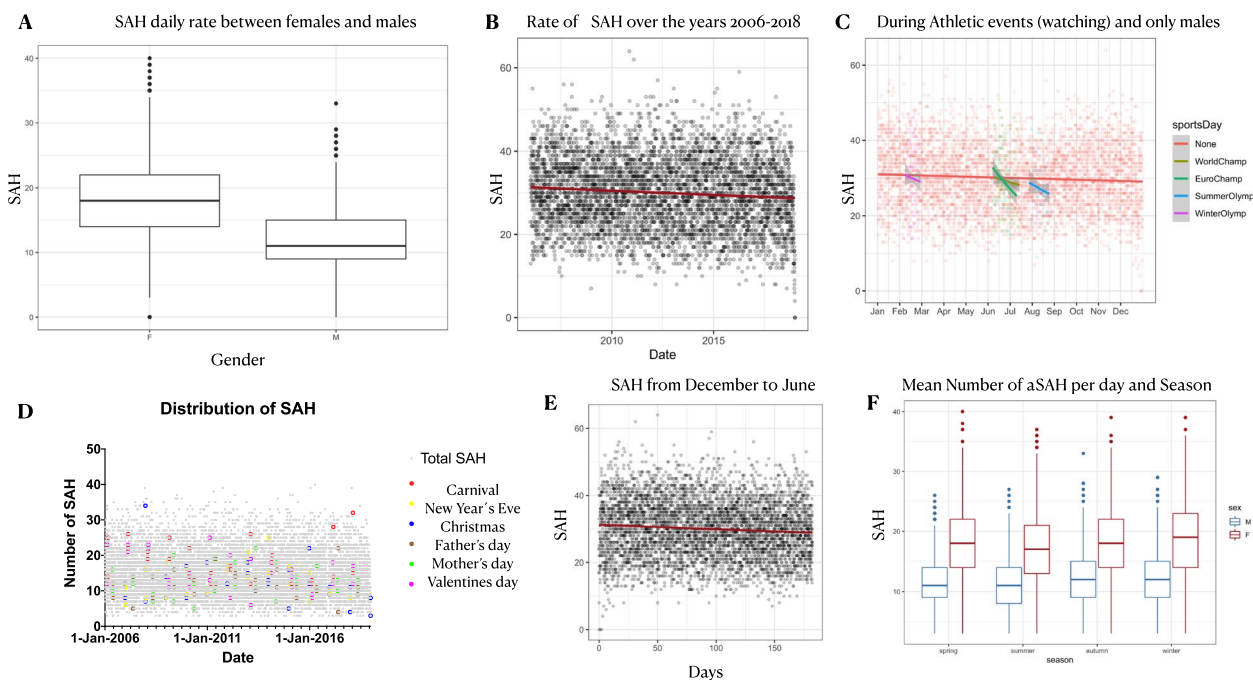 A
SAH daily rate between females and males
40
30
20
10
0
SAH
F
M
Gender
B
Rate of SAH over the years 2006-2018
60
40
20
0
SAH
2010
2015
Date
C
During Athletic events (watching) and only males
60
40
20
0
SAH
Jan Feb Mar Apr May Jun Jul Aug Sep Oct Nov Dec
sportsDay
None
WorldChamp
EuroChamp
SummerOlymp
WinterOlymp
D
Distribution of SAH
50
40
30
20
10
0
Number of SAH
1-Jan-2006
1-Jan-2011
1-Jan-2016
Date
Total SAH
Carnival
New Year´s Eve
Christmas
Father's day
Mother's day
Valentines day
E
SAH from December to June
60
40
20
0
SAH
0
50
100
150
Days
F
Mean Number of aSAH per day and Season
40
30
20
10
SAH
spring
summer
autumn
winter
season
sex
M
F